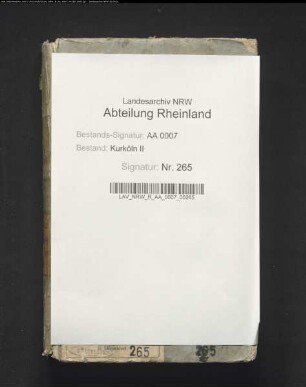 Landesarchiv NRW
Abteilung Rheinland
Bestands-Signatur: AA 0007
Bestand: Kurköln II
Signatur: Nr. 265
LAV_NRW_R_AA_0007_00265
265
265